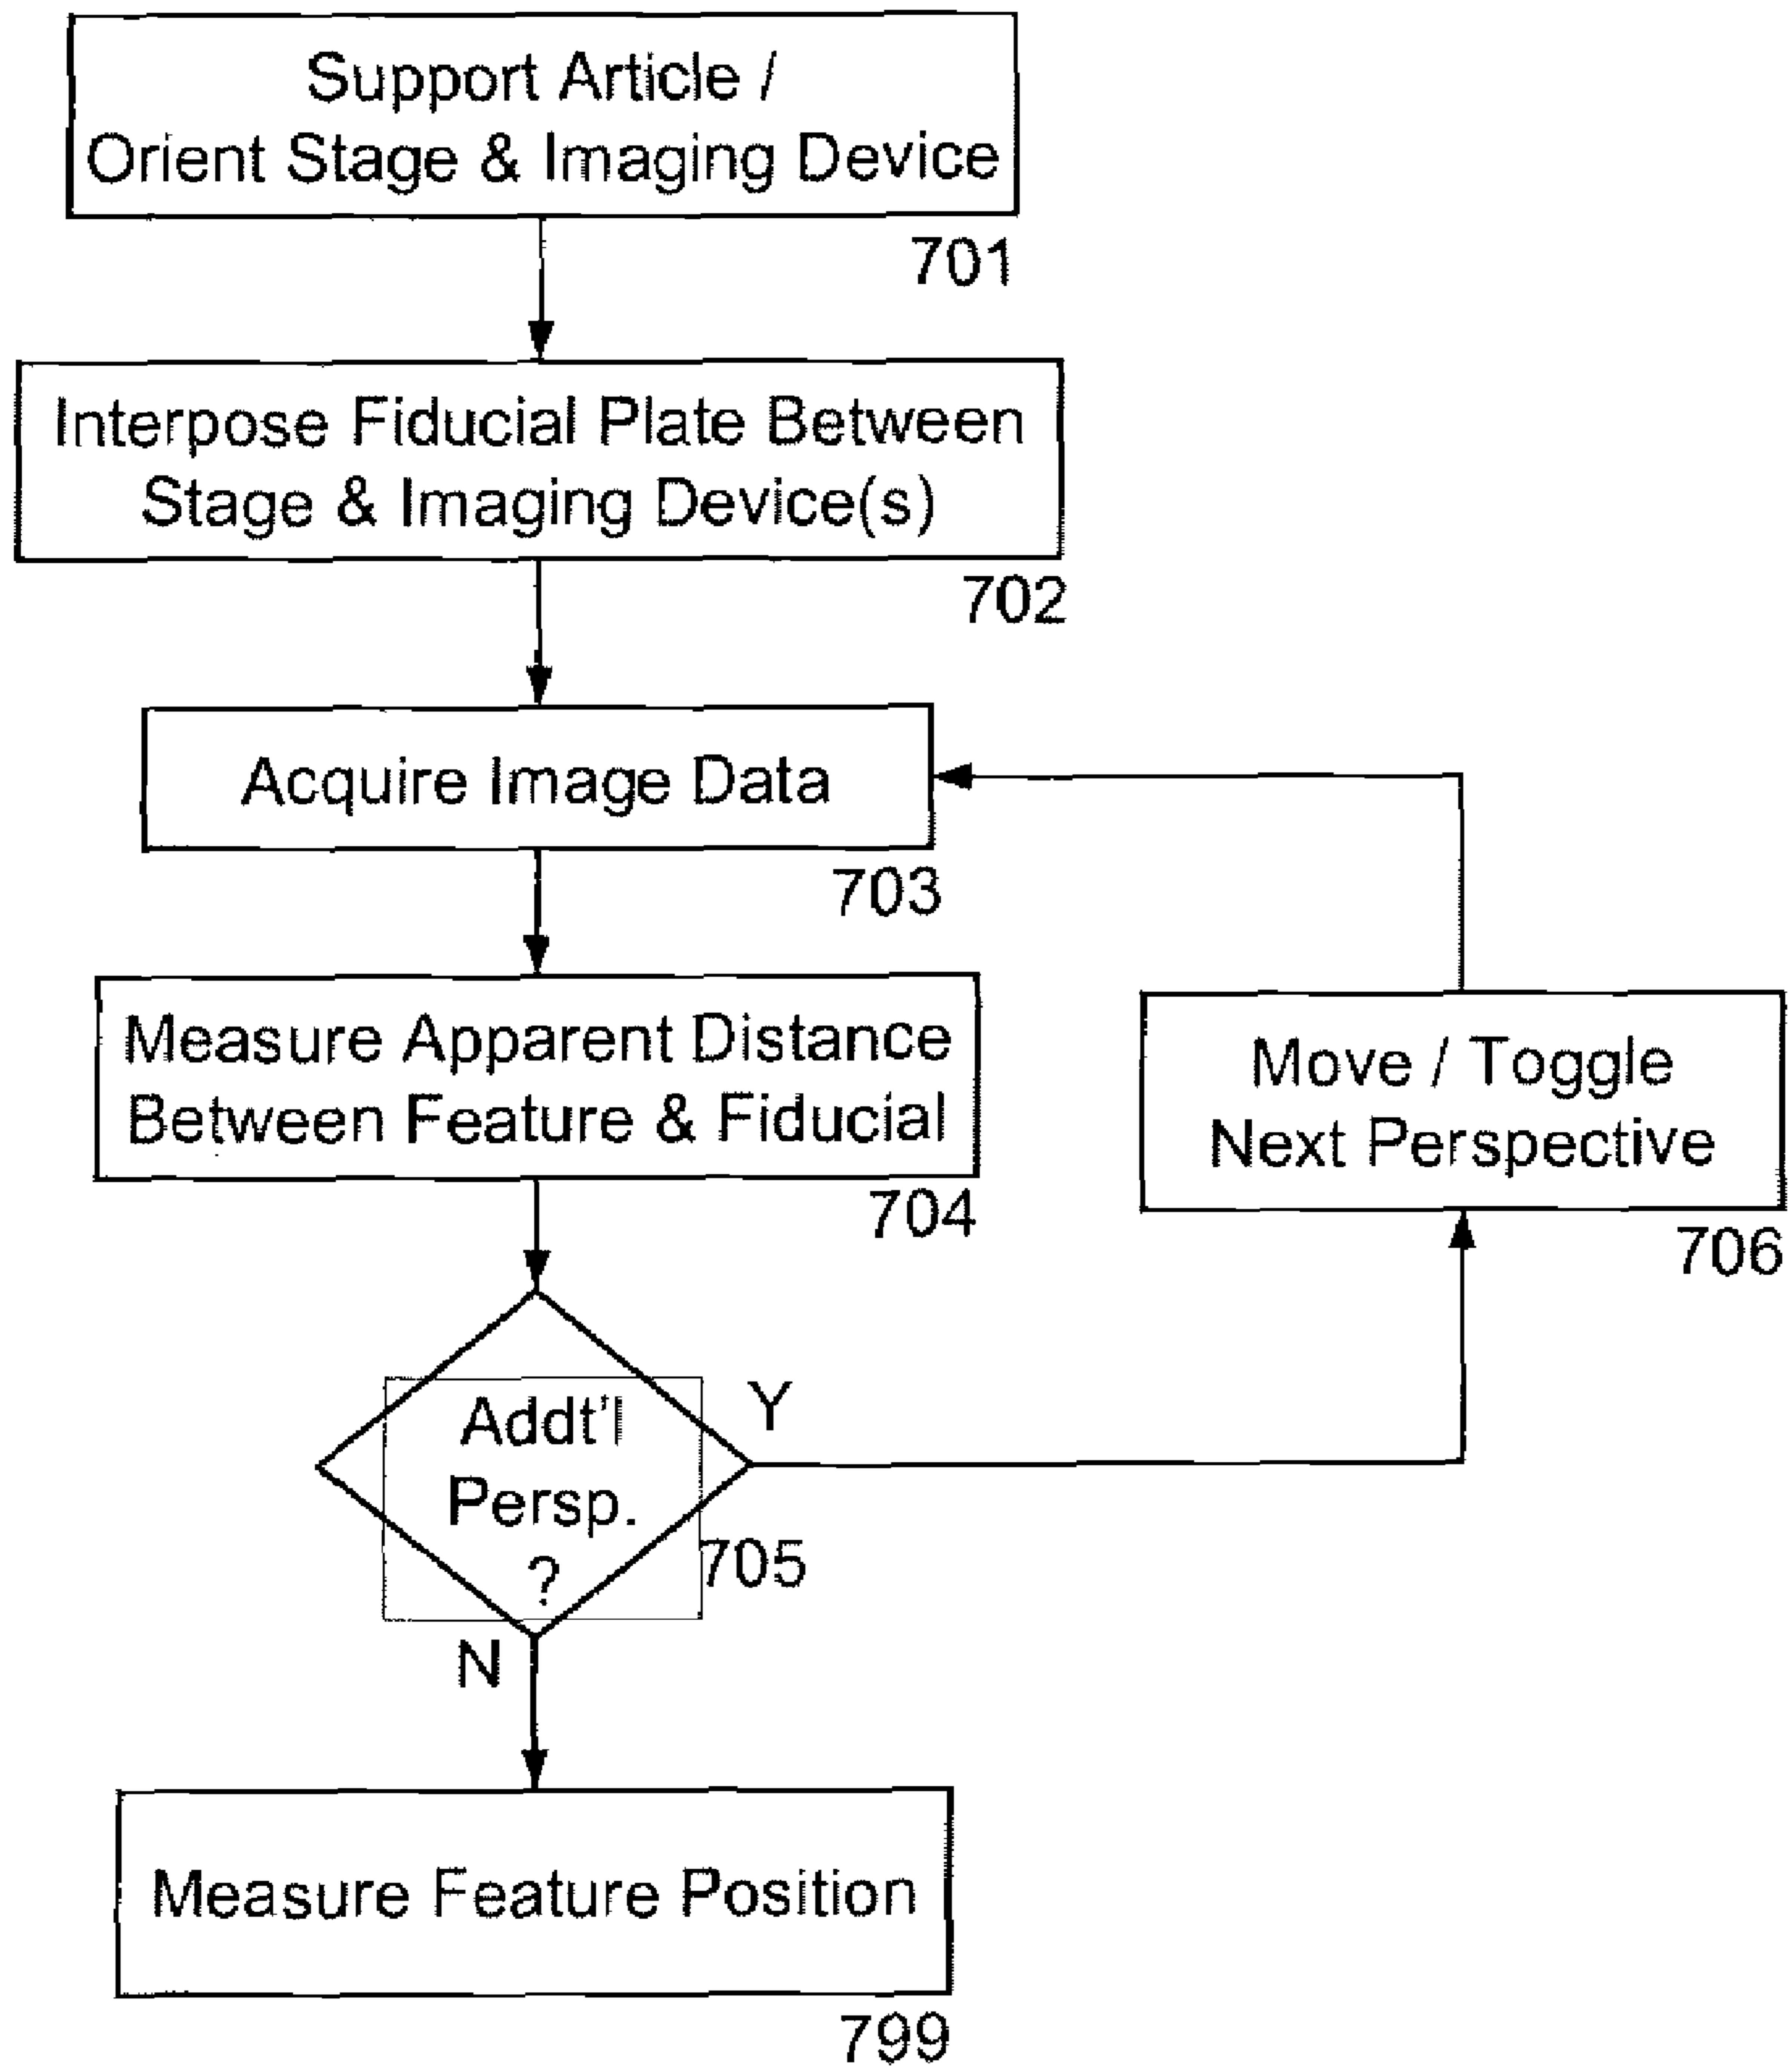 Support Article /
Orient Stage & Imaging Device
701
Interpose Fiducial Plate Between
Stage & Imaging Device(s)
702
Acquire Image Data
703
Measure Apparent Distance
Between Feature & Fiducial
704
Move / Toggle
Next Perspective
706
Addt'l
Persp.
?
Y
705
N
Measure Feature Position
799